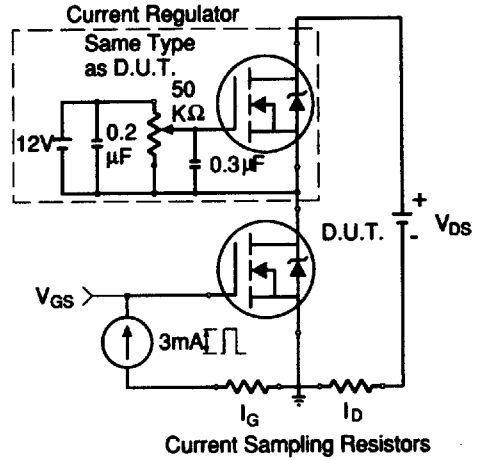 Current Regulator
Same Type
as D.U.T.
50
KΩ
12V
0.2
μF
0.3μF
D.U.T.
+
-
VDS
VGS
3mA
IG
ID
Current Sampling Resistors